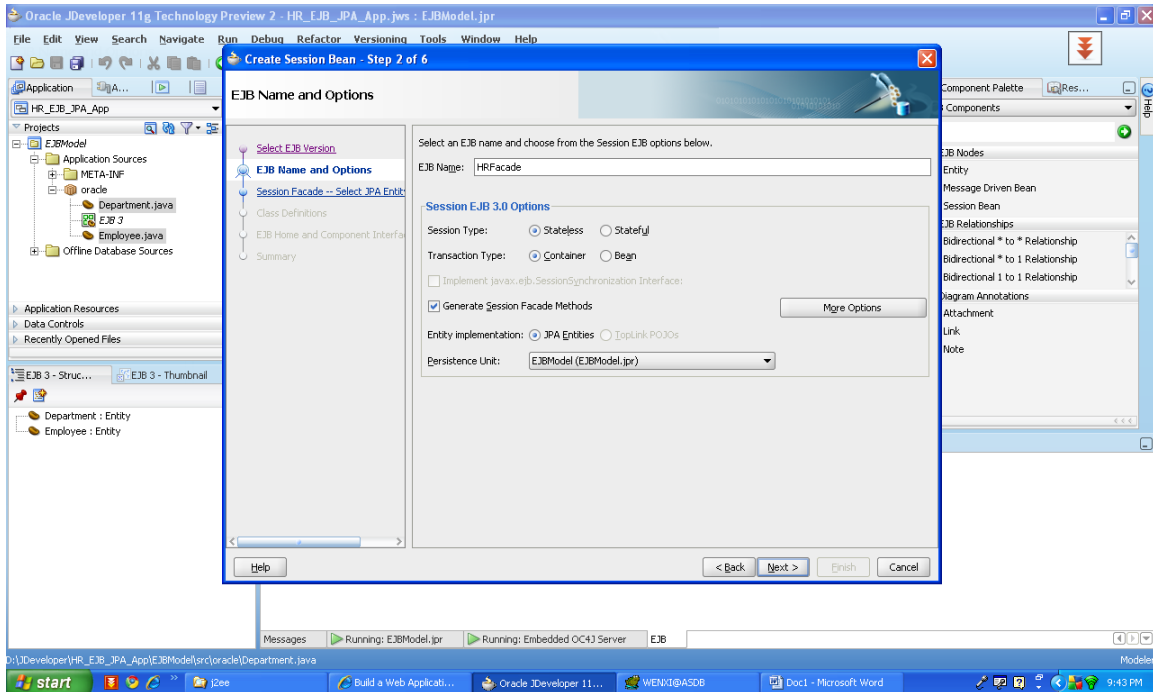 Oracle JDeveloper 11g Technology Preview 2 - HR_EJB_JPA_App.jws : EJBModel.jpr
File Edit View Search Navigate Run Debug Refactor Versioning Tools Window Help
Application
A...
HR_EJB_JPA_App
Projects
EJBModel
Application Sources
META-INF
oracle
Department.java
EJB 3
Employee.java
Offline Database Sources
Application Resources
Data Controls
Recently Opened Files
EJB 3 - Struc...
EJB 3 - Thumbnail
Department : Entity
Employee : Entity
Create Session Bean - Step 2 of 6
EJB Name and Options
Select EJB Version
EJB Name and Options
Session Facade -- Select JPA Entit
Class Definitions
EJB Home and Component Interfa
Summary
Select an EJB name and choose from the Session EJB options below.
EJB Name: HRFacade
Session EJB 3.0 Options
Session Type: Stateless Stateful
Transaction Type: Container Bean
Implement javax.ejb.SessionSynchronization Interface:
Generate Session Facade Methods
More Options
Entity implementation: JPA Entities TopLink POJOs
Persistence Unit: EJBModel (EJBModel.jpr)
Help
< Back Next > Finish Cancel
Component Palette
Res...
Components
EJB Nodes
Entity
Message Driven Bean
Session Bean
EJB Relationships
Bidirectional * to * Relationship
Bidirectional * to 1 Relationship
Bidirectional 1 to 1 Relationship
Diagram Annotations
Attachment
Link
Note
Help
Messages
Running: EJBModel.jpr
Running: Embedded OC4J Server
EJB
D:\JDeveloper\HR_EJB_JPA_App\EJBModel\src\oracle\Department.java
Modeler
start
j2ee
Build a Web Applicati...
Oracle JDeveloper 11...
WENXI@ASDB
Doc1 - Microsoft Word
9:43 PM